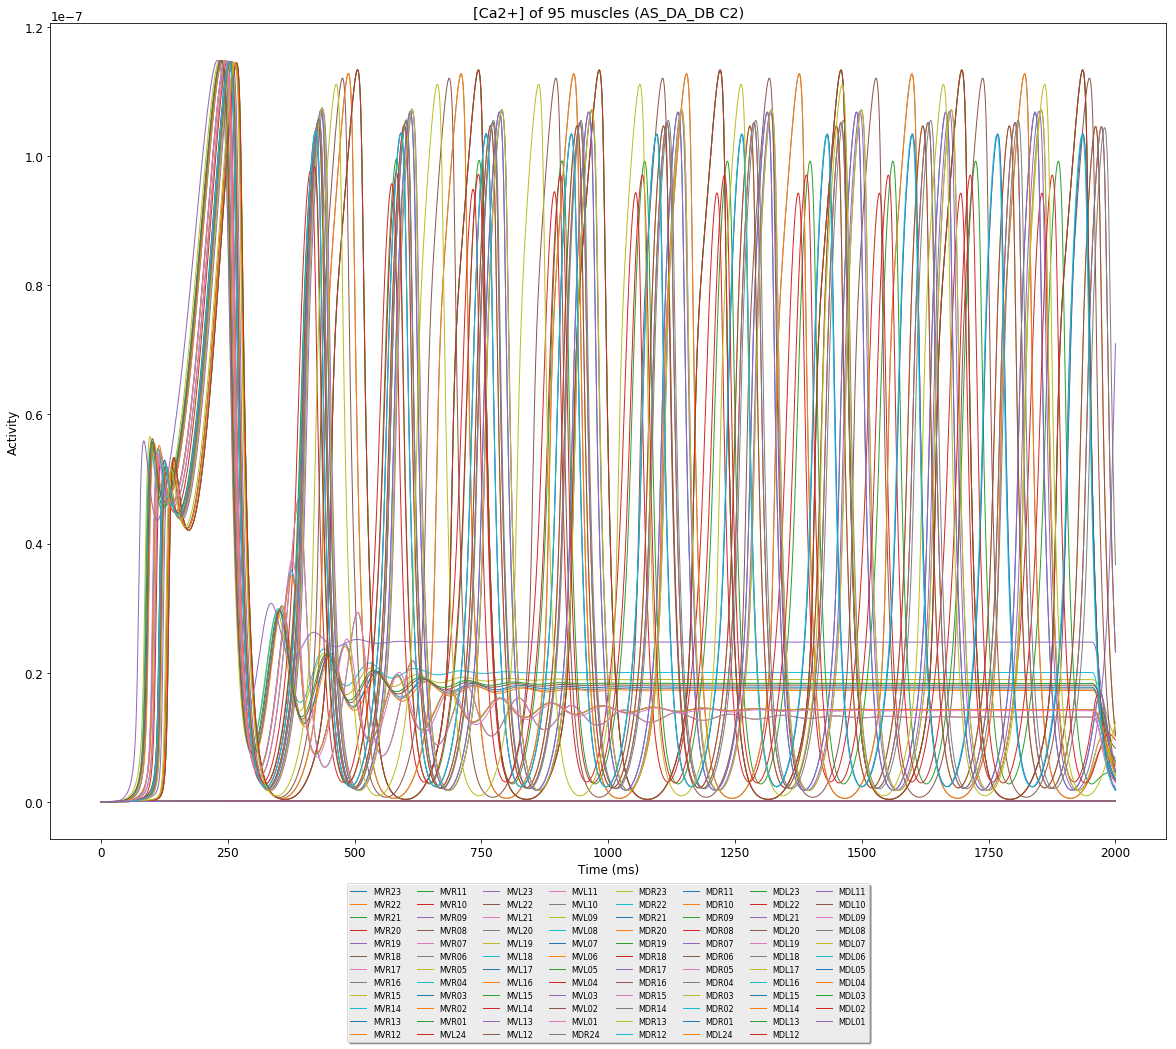 [Ca2+] of 95 muscles (AS_DA_DB C2)
1e−7
1.2
1.0
0.8
0.6
0.4
0.2
0.0
Activity
0 250 500 750 1000 1250 1500 1750 2000
Time (ms)
MVR23 MVR11 MVL23 MVL11 MDR23 MDR11 MDL23 MDL11
MVR22 MVR10 MVL22 MVL10 MDR22 MDR10 MDL22 MDL10
MVR21 MVR09 MVL21 MVL09 MDR21 MDR09 MDL21 MDL09
MVR20 MVR08 MVL20 MVL08 MDR20 MDR08 MDL20 MDL08
MVR19 MVR07 MVL19 MVL07 MDR19 MDR07 MDL19 MDL07
MVR18 MVR06 MVL18 MVL06 MDR18 MDR06 MDL18 MDL06
MVR17 MVR05 MVL17 MVL05 MDR17 MDR05 MDL17 MDL05
MVR16 MVR04 MVL16 MVL04 MDR16 MDR04 MDL16 MDL04
MVR15 MVR03 MVL15 MVL03 MDR15 MDR03 MDL15 MDL03
MVR14 MVR02 MVL14 MVL02 MDR14 MDR02 MDL14 MDL02
MVR13 MVR01 MVL13 MVL01 MDR13 MDR01 MDL13 MDL01
MVR12 MVL24 MVL12 MDR24 MDR12 MDL24 MDL12